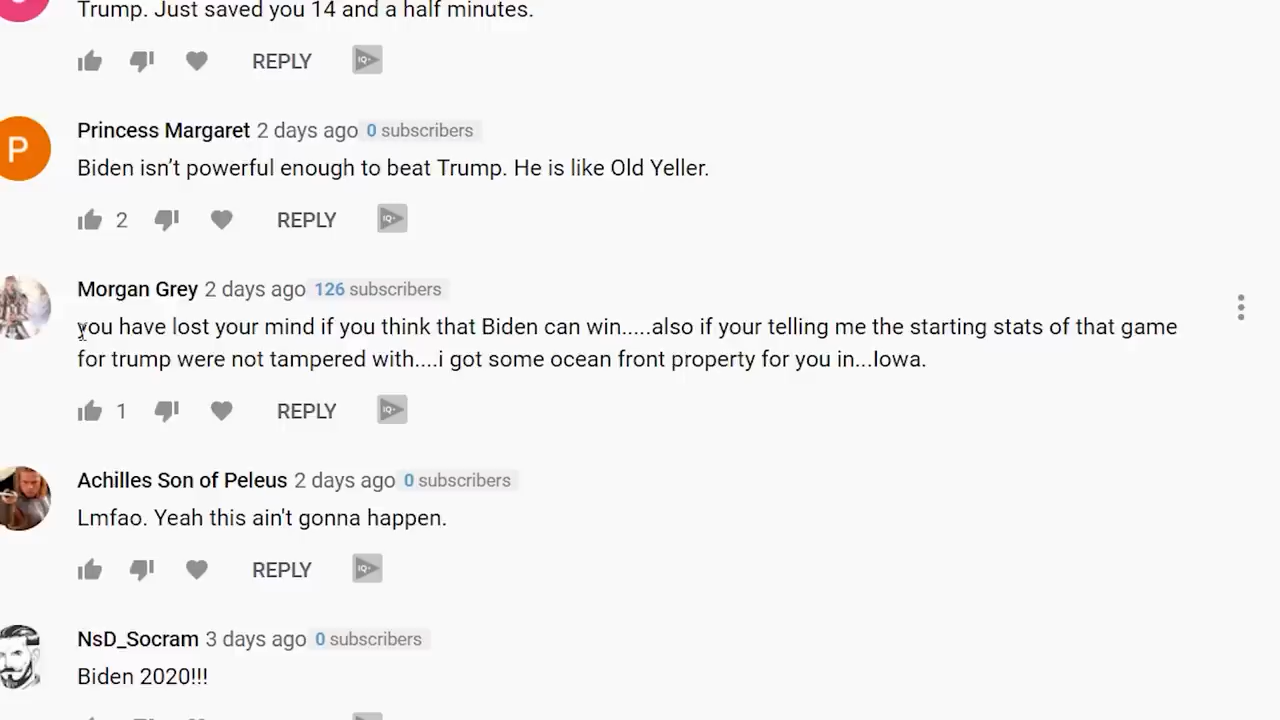 Trump. Just saved you 14 and a half minutes.
REPLY IQ+
P
Princess Margaret 2 days ago 0 subscribers
Biden isn’t powerful enough to beat Trump. He is like Old Yeller.
2 REPLY IQ+
Morgan Grey 2 days ago 126 subscribers
you have lost your mind if you think that Biden can win.....also if your telling me the starting stats of that game
for trump were not tampered with....i got some ocean front property for you in...Iowa.
1 REPLY IQ+
Achilles Son of Peleus 2 days ago 0 subscribers
Lmfao. Yeah this ain't gonna happen.
REPLY IQ+
NsD_Socram 3 days ago 0 subscribers
Biden 2020!!!